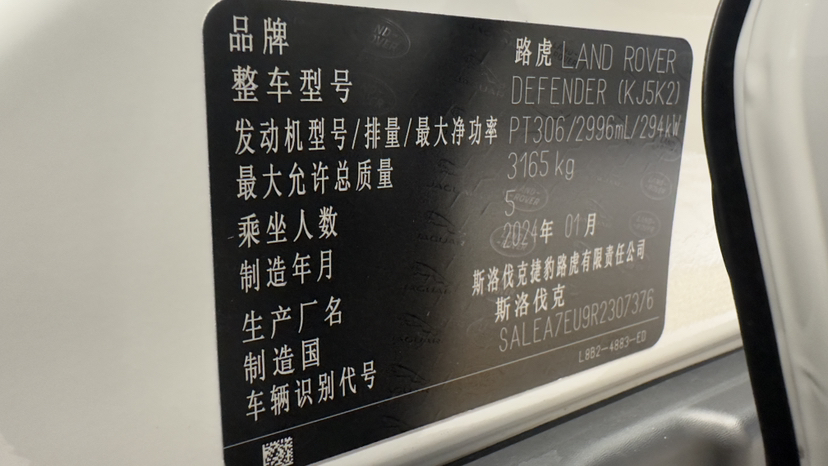 品牌 路虎 LAND ROVER
整车型号 DEFENDER (KJ5K2)
发动机型号/排量/最大净功率 PT306/2996mL/294kW
最大允许总质量 3165 kg
乘坐人数 5
制造年月 2024年 01月
生产厂名 斯洛伐克捷豹路虎有限责任公司
制造国 斯洛伐克
车辆识别代号 SALEA7EU9R2307376
L8B2-4883-ED